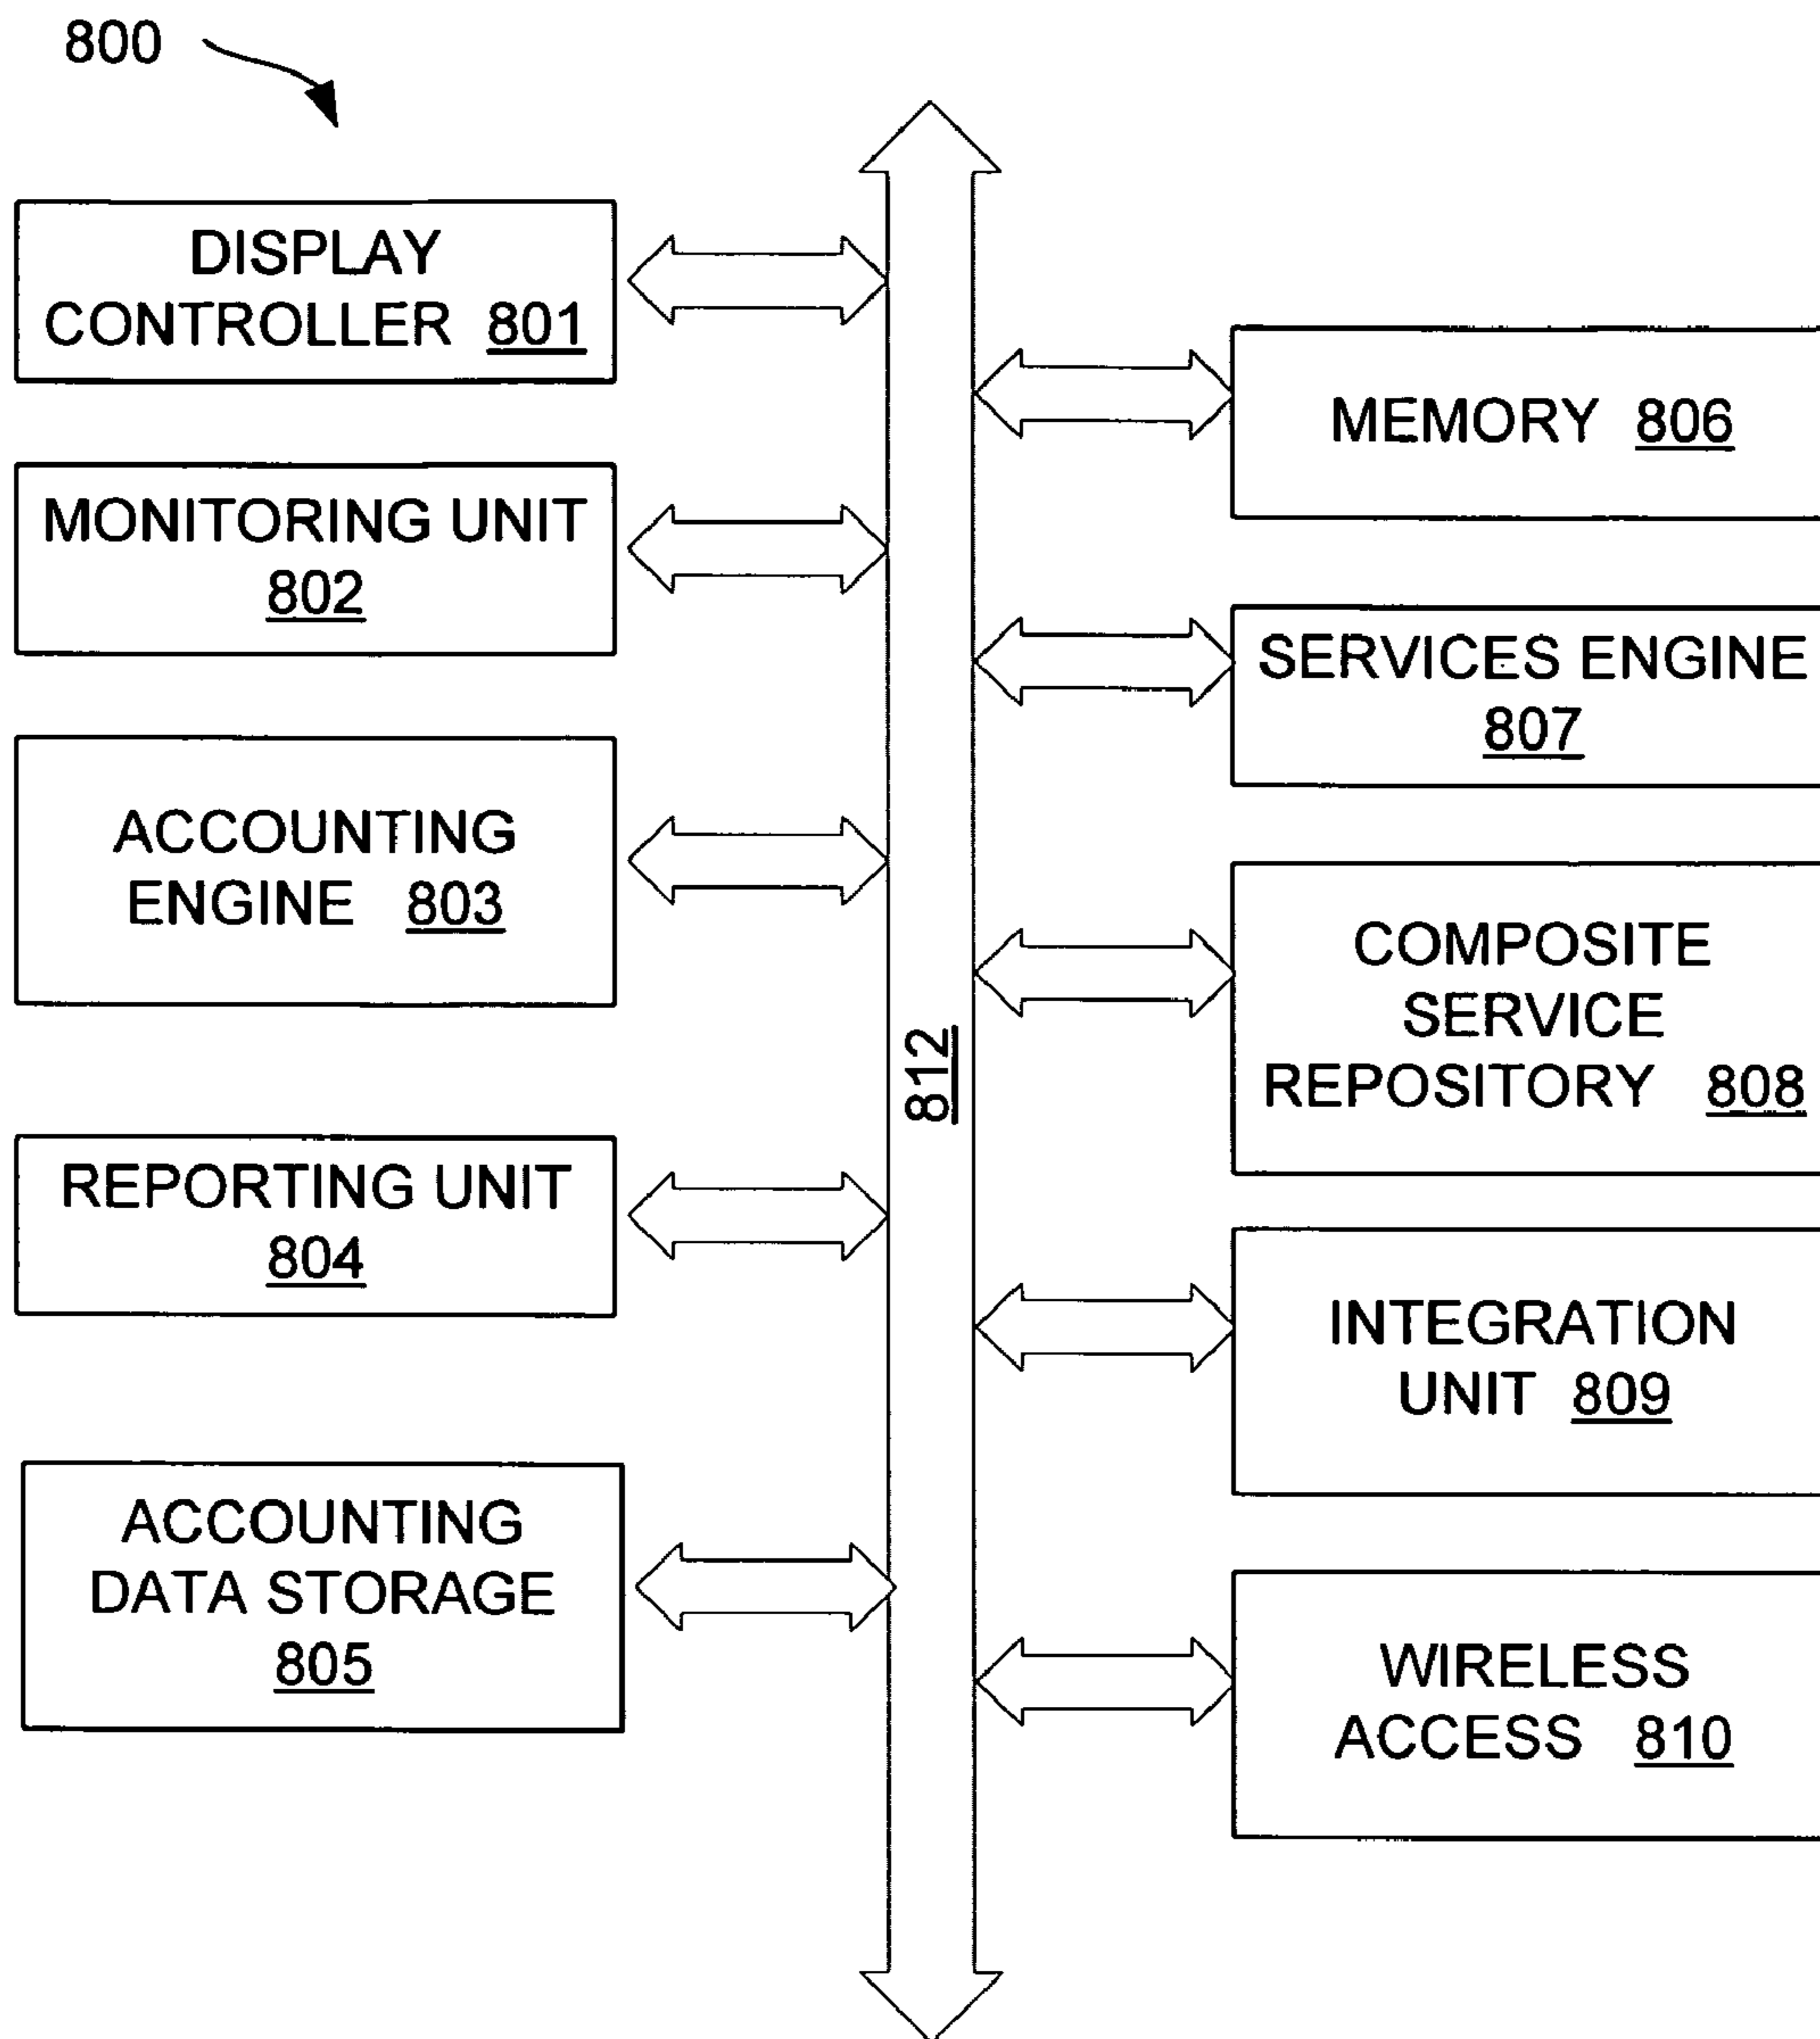 800
DISPLAY
CONTROLLER 801
MONITORING UNIT
802
ACCOUNTING
ENGINE 803
REPORTING UNIT
804
ACCOUNTING
DATA STORAGE
805
812
MEMORY 806
SERVICES ENGINE
807
COMPOSITE
SERVICE
REPOSITORY 808
INTEGRATION
UNIT 809
WIRELESS
ACCESS 810